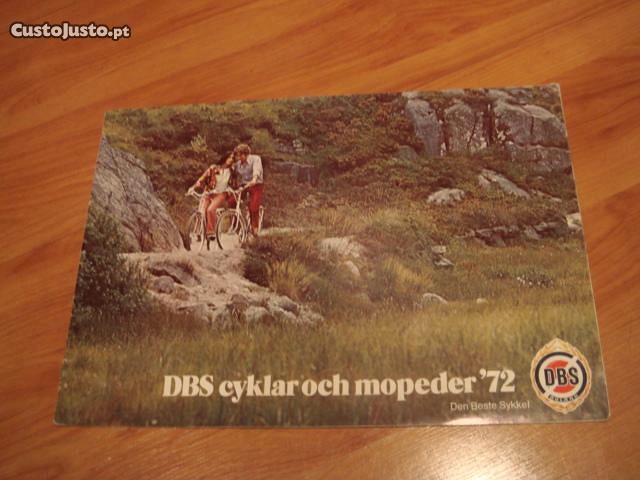 CustoJusto.pt
DBS cyklar och mopeder '72
Den Beste Sykkel
DBS